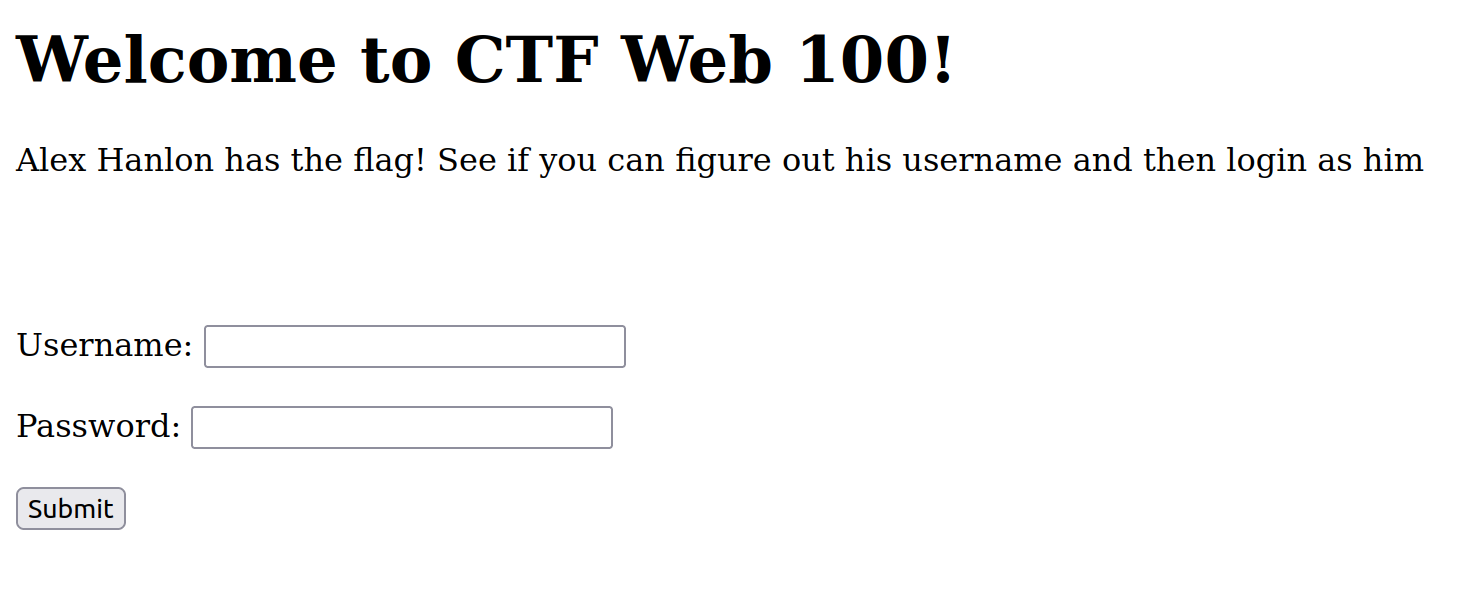 Welcome to CTF Web 100!
Alex Hanlon has the flag! See if you can figure out his username and then login as him
Username:
Password:
Submit